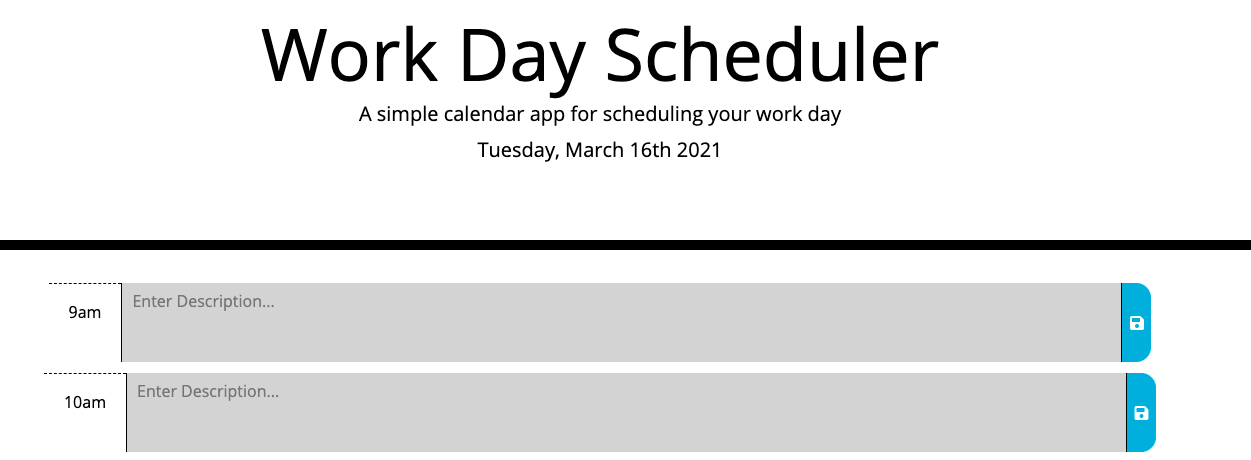 Work Day Scheduler
A simple calendar app for scheduling your work day
Tuesday, March 16th 2021
9am
Enter Description...
10am
Enter Description...